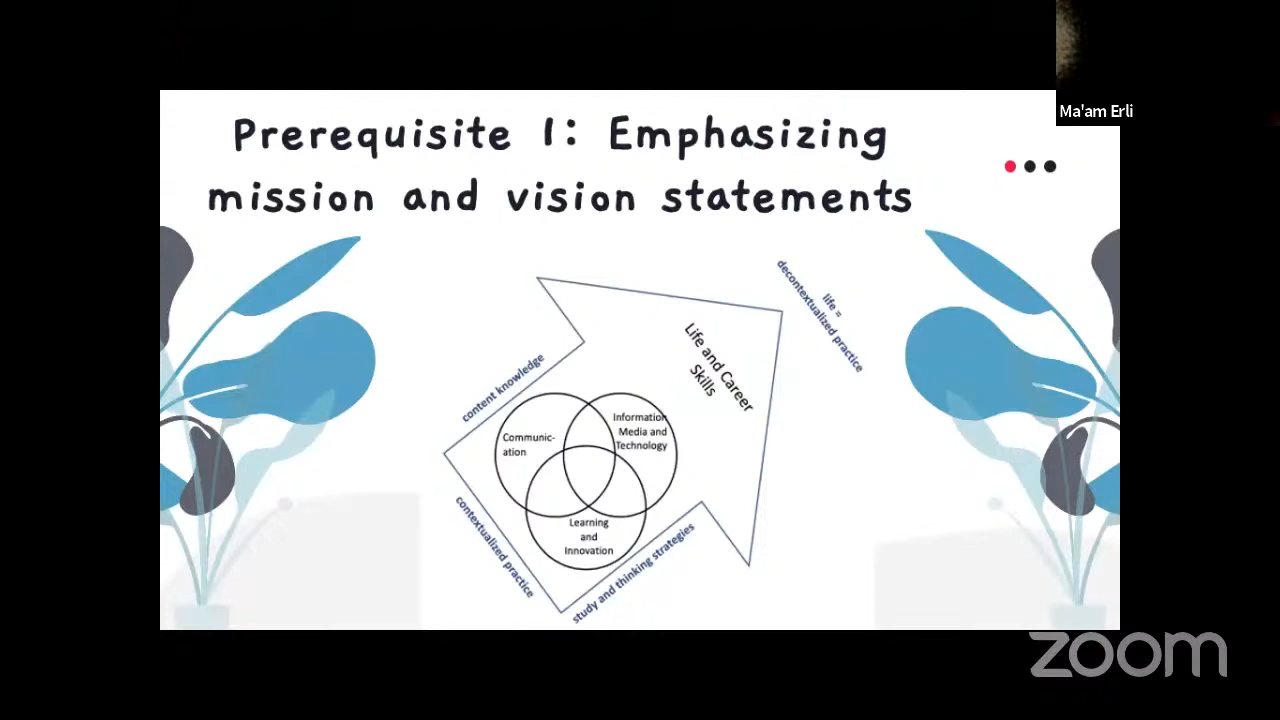 Ma'am Erli
Prerequisite 1: Emphasizing
mission and vision statements
life =
decontextualized practice
Life and Career
Skills
content knowledge
Communic-
ation
Information
Media and
Technology
Learning
and
Innovation
contextualized practice
study and thinking strategies
zoom